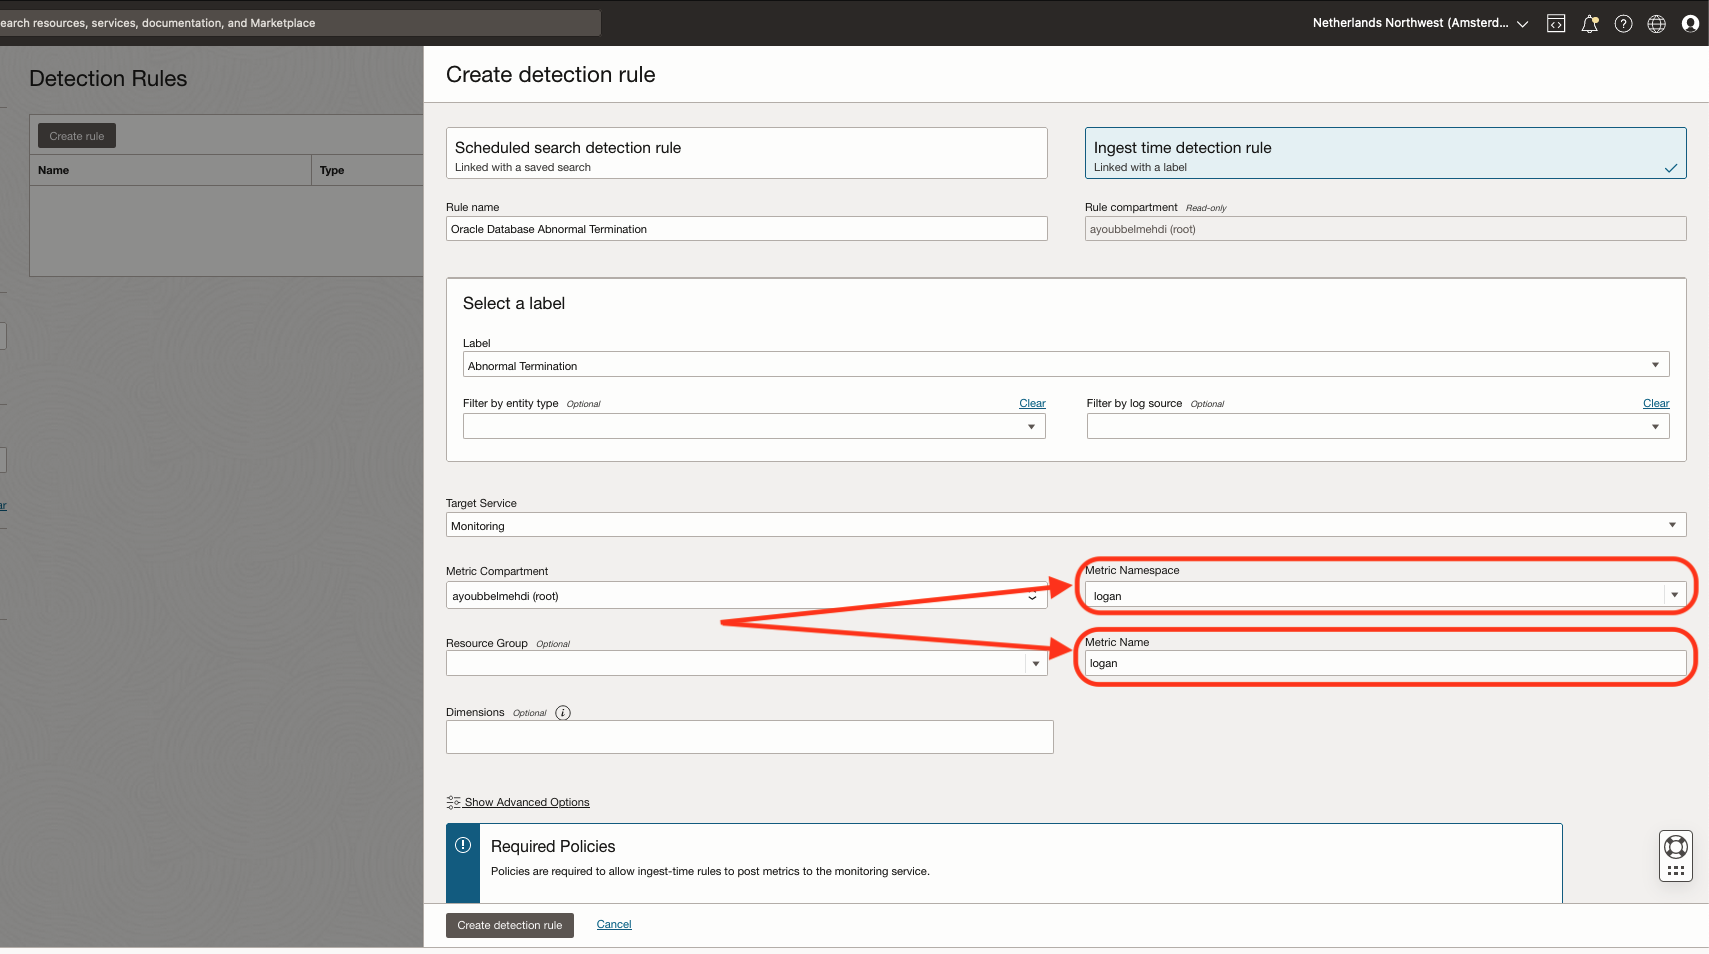 earch resources, services, documentation, and Marketplace
Netherlands Northwest (Amsterd...
Detection Rules
Create rule
Name
Type
ar
Create detection rule
Scheduled search detection rule
Linked with a saved search
Ingest time detection rule
Linked with a label
Rule name
Oracle Database Abnormal Termination
Rule compartment Read-only
ayoubbelmehdi (root)
Select a label
Label
Abnormal Termination
Filter by entity type Optional
Clear
Filter by log source Optional
Clear
Target Service
Monitoring
Metric Compartment
ayoubbelmehdi (root)
Metric Namespace
logan
Resource Group Optional
Metric Name
logan
Dimensions Optional
Show Advanced Options
Required Policies
Policies are required to allow ingest-time rules to post metrics to the monitoring service.
Create detection rule
Cancel